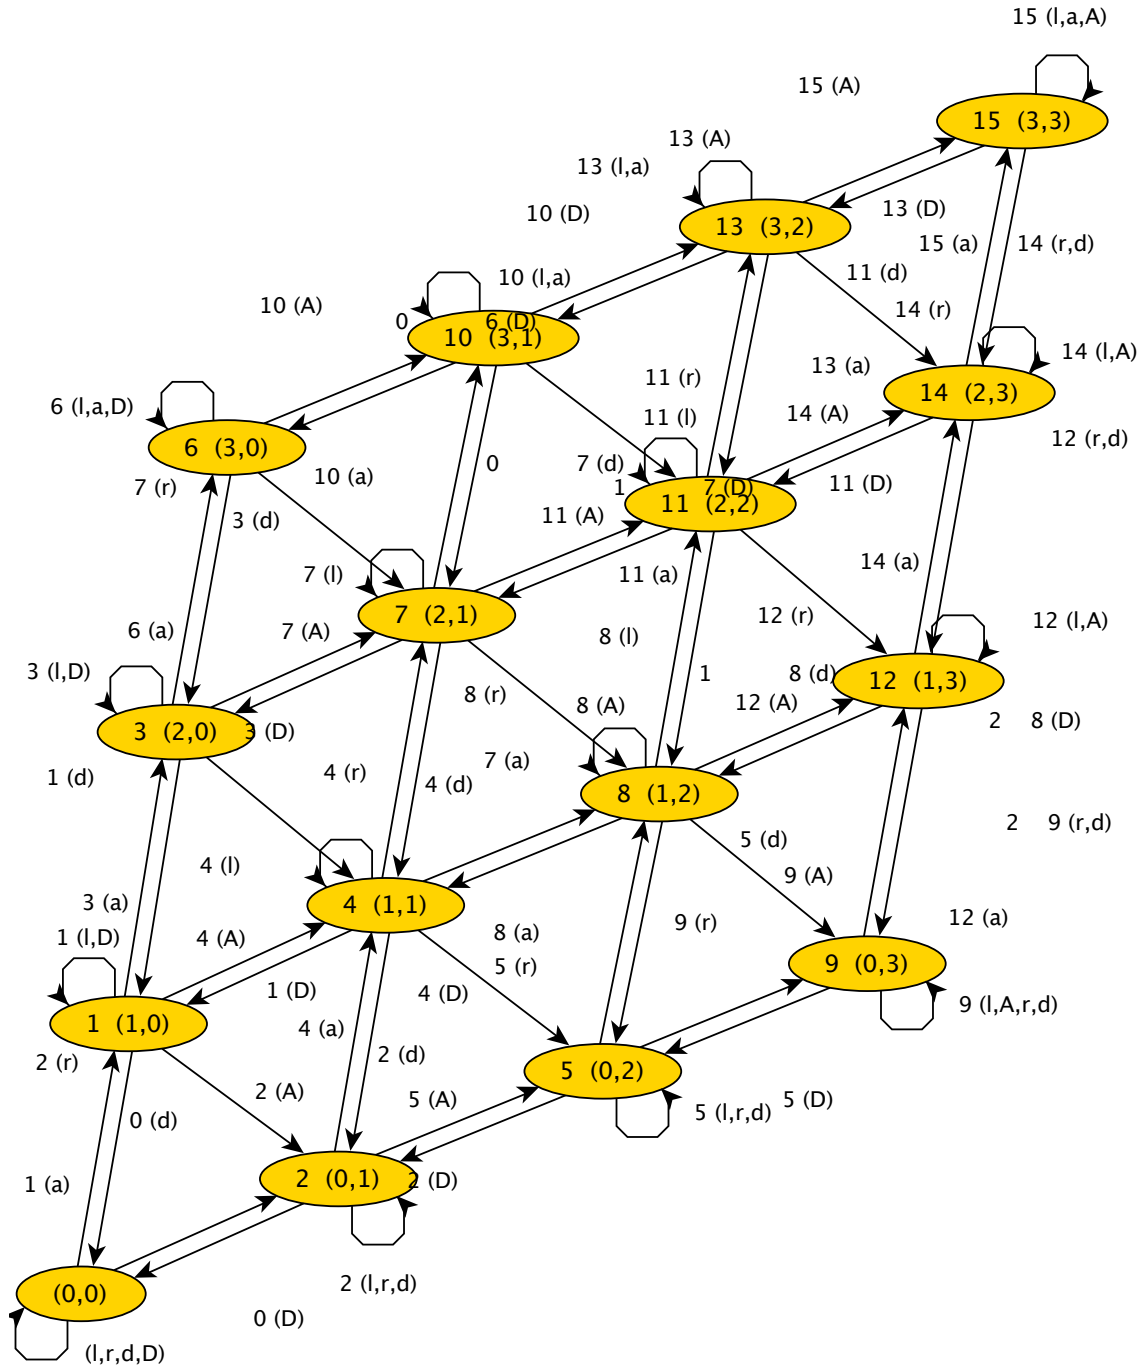 15 (l,a,A)
15 (A)
15 (3,3)
13 (A)
13 (l,a)
13 (D)
10 (D)
13 (3,2)
15 (a)
14 (r,d)
11 (d)
10 (l,a)
14 (r)
10 (A)
0
6 (D)
10 (3,1)
14 (l,A)
13 (a)
11 (r)
14 (2,3)
6 (l,a,D)
14 (A)
11 (l)
12 (r,d)
6 (3,0)
7 (d)
0
10 (a)
11 (D)
7 (r)
1
7 (D)
11 (2,2)
3 (d)
11 (A)
14 (a)
7 (l)
11 (a)
7 (2,1)
12 (r)
12 (l,A)
6 (a)
7 (A)
8 (l)
3 (l,D)
1
8 (d)
12 (1,3)
8 (r)
12 (A)
8 (A)
2
8 (D)
3 (2,0)
3 (D)
7 (a)
4 (r)
1 (d)
4 (d)
8 (1,2)
2
9 (r,d)
5 (d)
4 (l)
9 (A)
3 (a)
4 (1,1)
12 (a)
9 (r)
8 (a)
1 (l,D)
4 (A)
9 (0,3)
5 (r)
1 (D)
4 (D)
9 (l,A,r,d)
1 (1,0)
4 (a)
2 (d)
2 (r)
5 (0,2)
2 (A)
5 (A)
5 (D)
5 (l,r,d)
0 (d)
2 (0,1)
2 (D)
1 (a)
2 (l,r,d)
(0,0)
0 (D)
(l,r,d,D)